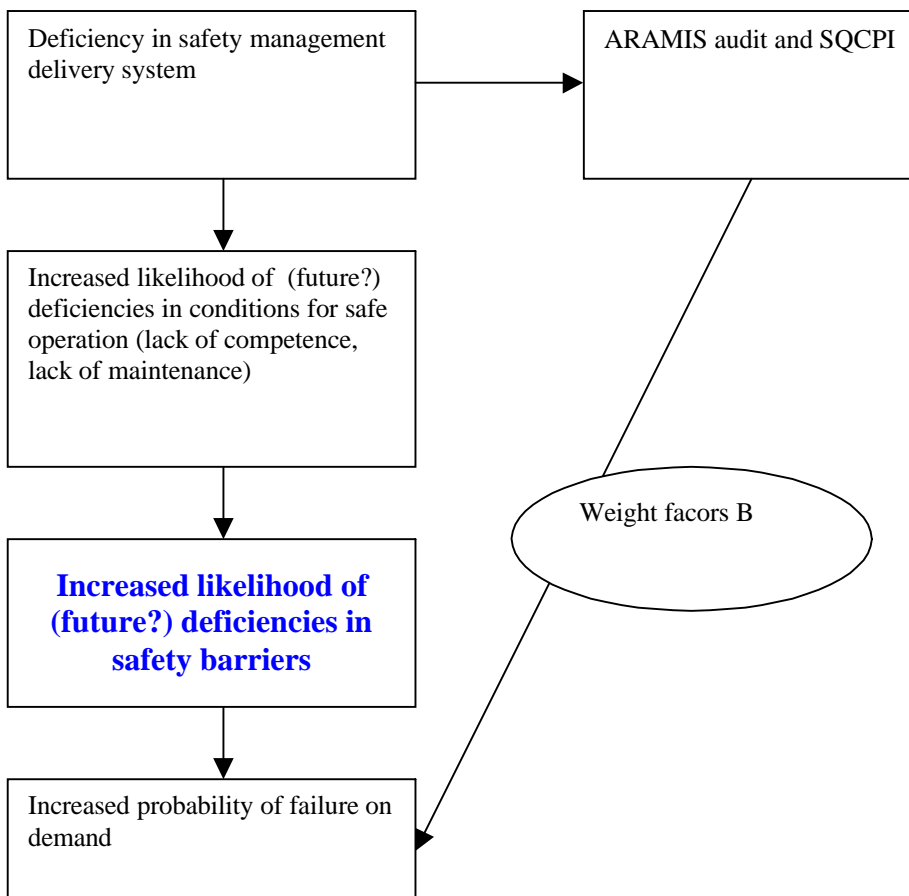 Deficiency in safety management
delivery system
ARAMIS audit and SQCPI
Increased likelihood of (future?)
deficiencies in conditions for safe
operation (lack of competence,
lack of maintenance)
Weight facors B
Increased likelihood of
(future?) deficiencies in
safety barriers
Increased probability of failure on
demand